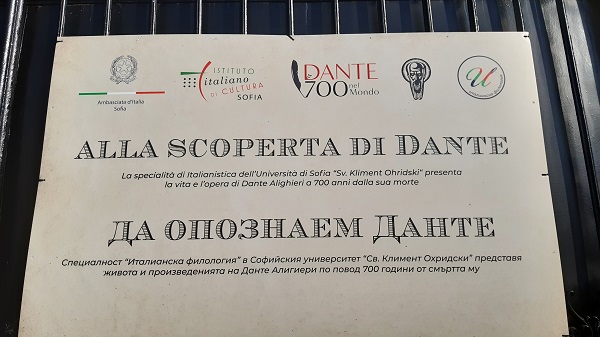 Ambasciata d'Italia
Sofia
ISTITUTO
italiano
DI CULTURA
SOFIA
DANTE
700 nel
Mondo
ALLA SCOPERTA DI DANTE
La specialità di Italianistica dell'Università di Sofia "Sv. Kliment Ohridski" presenta
la vita e l'opera di Dante Alighieri a 700 anni dalla sua morte
ДА ОПОЗНАЕМ ДАНТЕ
Специалност "Италианска филология" в Софийския университет "Св. Климент Охридски" представя
живота и произведенията на Данте Алигиери по повод 700 години от смъртта му